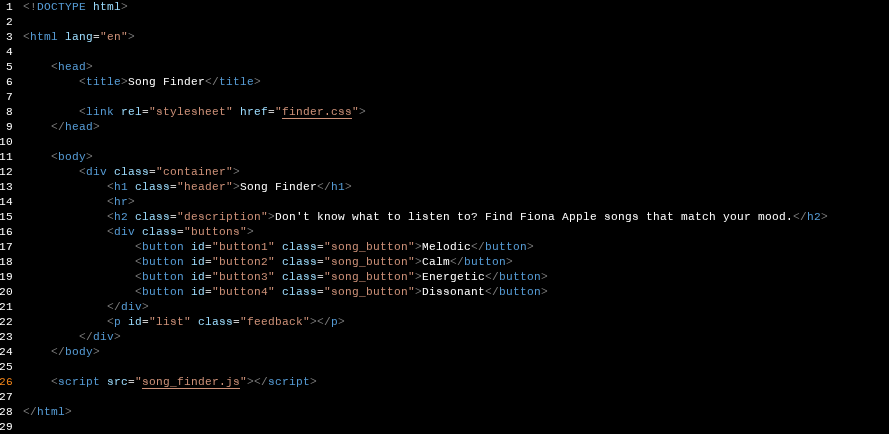 1 <!DOCTYPE html>
2
3 <html lang="en">
4
5     <head>
6         <title>Song Finder</title>
7
8         <link rel="stylesheet" href="finder.css">
9     </head>
10
11     <body>
12         <div class="container">
13             <h1 class="header">Song Finder</h1>
14             <hr>
15             <h2 class="description">Don't know what to listen to? Find Fiona Apple songs that match your mood.</h2>
16             <div class="buttons">
17                 <button id="button1" class="song_button">Melodic</button>
18                 <button id="button2" class="song_button">Calm</button>
19                 <button id="button3" class="song_button">Energetic</button>
20                 <button id="button4" class="song_button">Dissonant</button>
21             </div>
22             <p id="list" class="feedback"></p>
23         </div>
24     </body>
25
26     <script src="song_finder.js"></script>
27
28 </html>
29